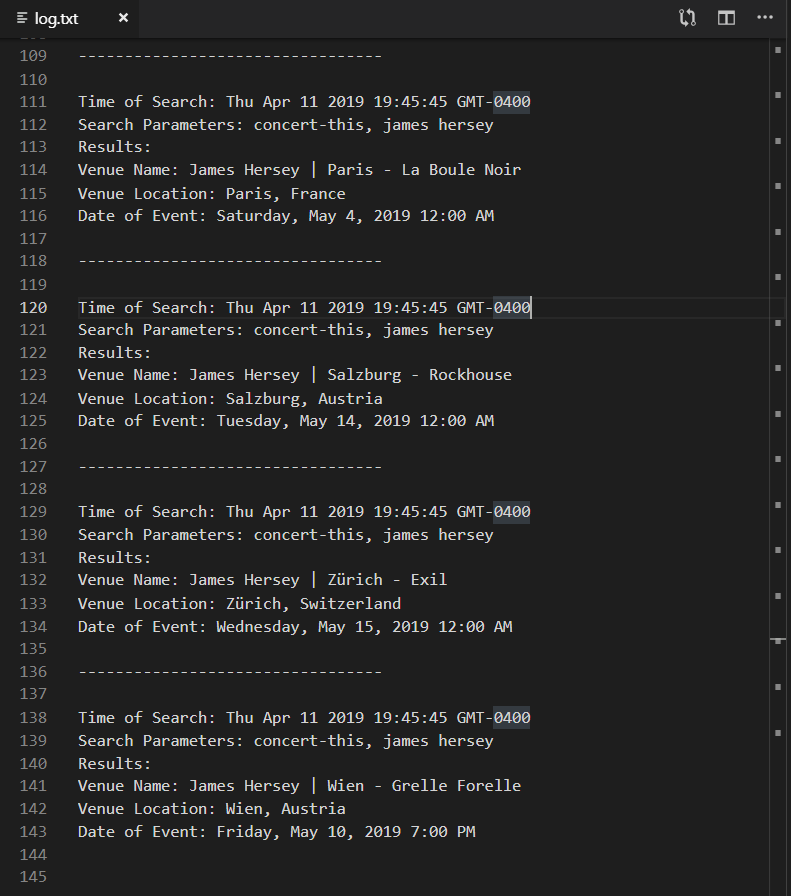 log.txt
109 ---------------------------------
110
111 Time of Search: Thu Apr 11 2019 19:45:45 GMT-0400
112 Search Parameters: concert-this, james hersey
113 Results:
114 Venue Name: James Hersey | Paris - La Boule Noir
115 Venue Location: Paris, France
116 Date of Event: Saturday, May 4, 2019 12:00 AM
117
118 ---------------------------------
119
120 Time of Search: Thu Apr 11 2019 19:45:45 GMT-0400
121 Search Parameters: concert-this, james hersey
122 Results:
123 Venue Name: James Hersey | Salzburg - Rockhouse
124 Venue Location: Salzburg, Austria
125 Date of Event: Tuesday, May 14, 2019 12:00 AM
126
127 ---------------------------------
128
129 Time of Search: Thu Apr 11 2019 19:45:45 GMT-0400
130 Search Parameters: concert-this, james hersey
131 Results:
132 Venue Name: James Hersey | Zürich - Exil
133 Venue Location: Zürich, Switzerland
134 Date of Event: Wednesday, May 15, 2019 12:00 AM
135
136 ---------------------------------
137
138 Time of Search: Thu Apr 11 2019 19:45:45 GMT-0400
139 Search Parameters: concert-this, james hersey
140 Results:
141 Venue Name: James Hersey | Wien - Grelle Forelle
142 Venue Location: Wien, Austria
143 Date of Event: Friday, May 10, 2019 7:00 PM
144
145